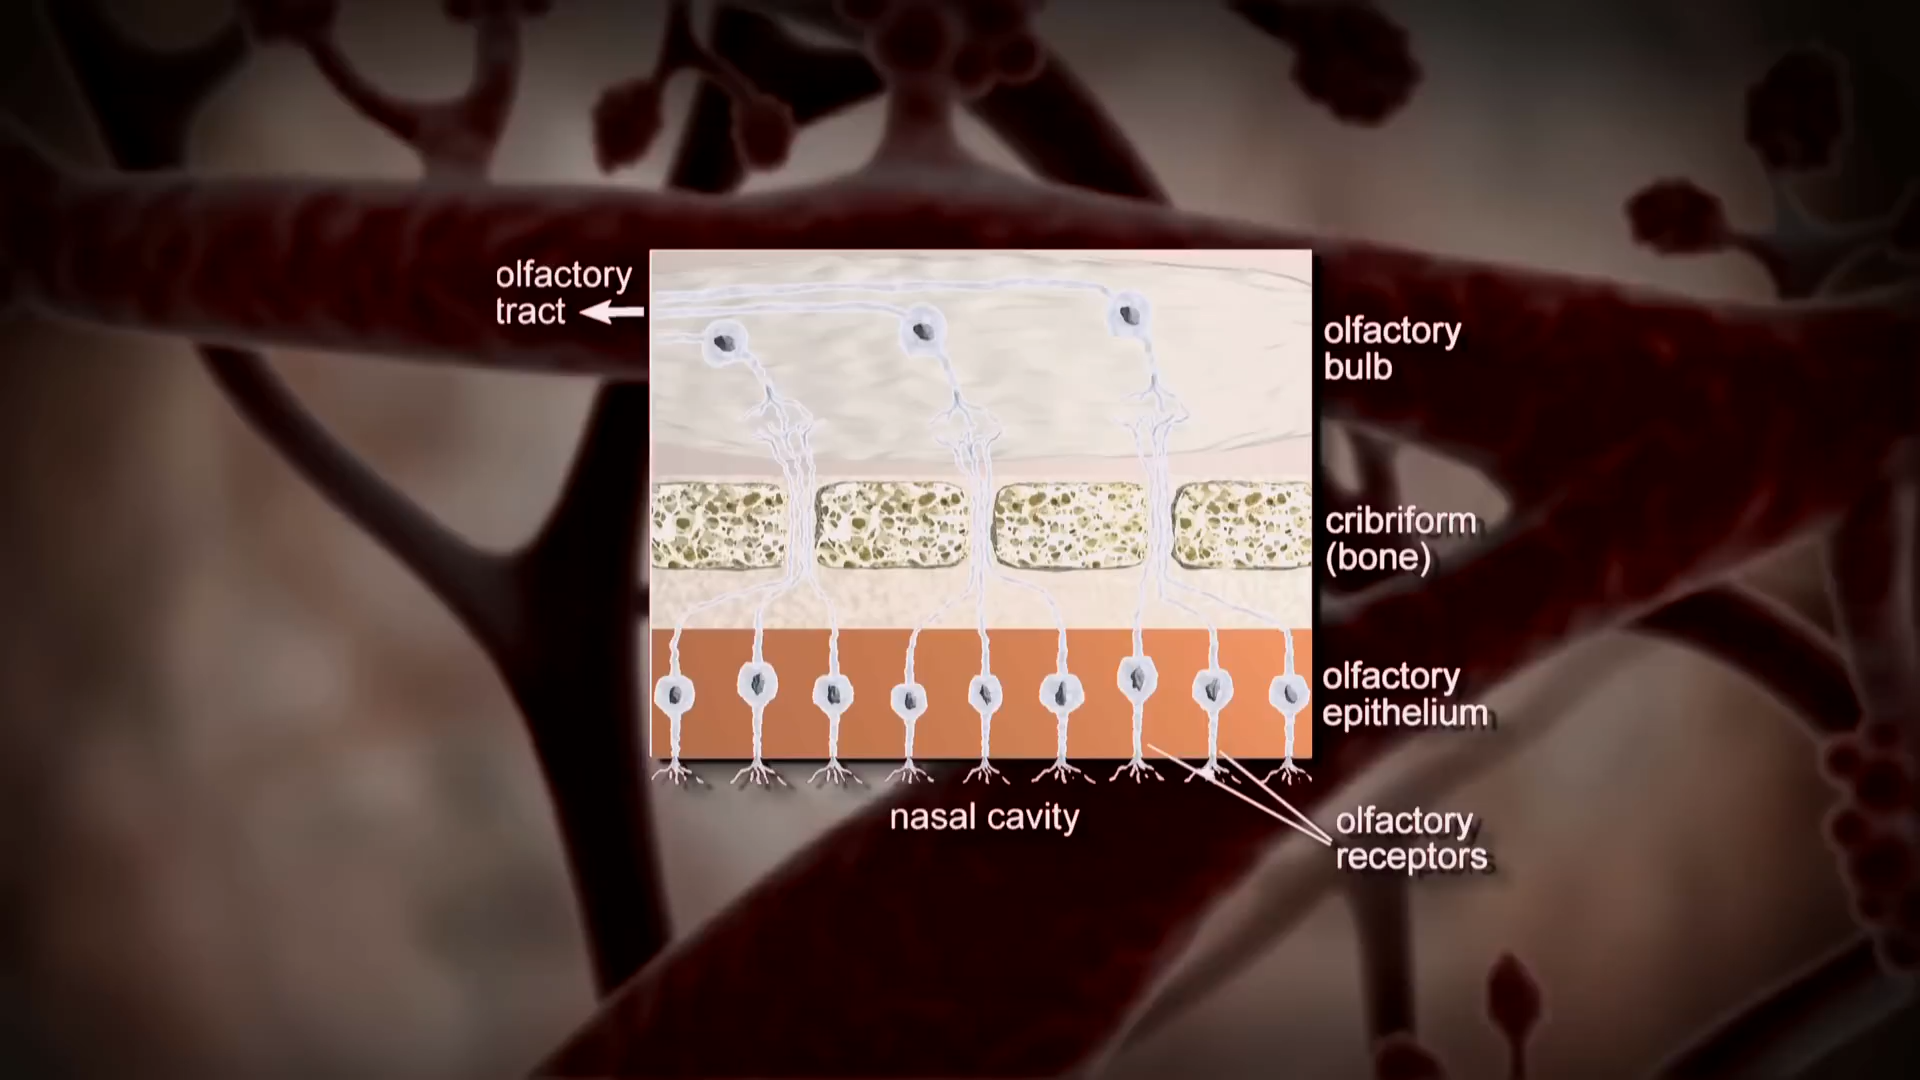 olfactory
tract
olfactory
bulb
cribriform
(bone)
olfactory
epithelium
nasal cavity
olfactory
receptors